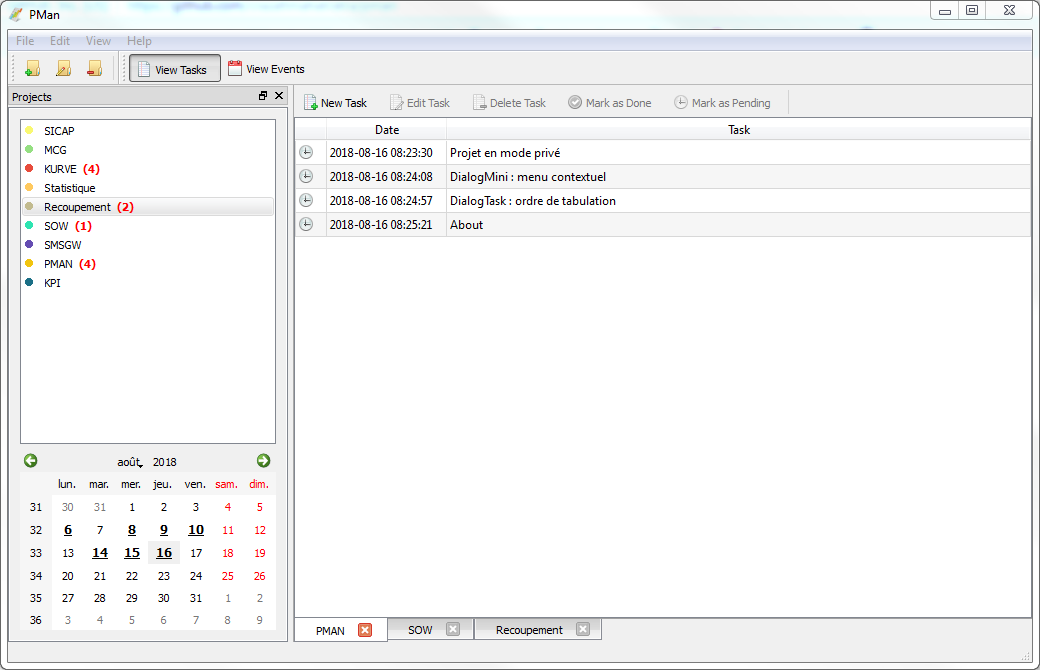 PMan
File Edit View Help
View Tasks View Events
Projects
SICAP
MCG
KURVE (4)
Statistique
Recoupement (2)
SOW (1)
SMSGW
PMAN (4)
KPI
août 2018
lun. mar. mer. jeu. ven. sam. dim.
31 30 31 1 2 3 4 5
32 6 7 8 9 10 11 12
33 13 14 15 16 17 18 19
34 20 21 22 23 24 25 26
35 27 28 29 30 31 1 2
36 3 4 5 6 7 8 9
New Task Edit Task Delete Task Mark as Done Mark as Pending
Date Task
2018-08-16 08:23:30 Projet en mode privé
2018-08-16 08:24:08 DialogMini : menu contextuel
2018-08-16 08:24:57 DialogTask : ordre de tabulation
2018-08-16 08:25:21 About
PMAN SOW Recoupement